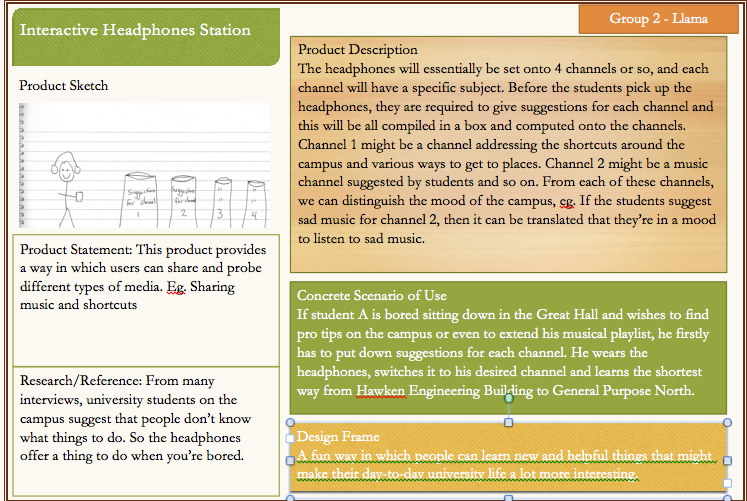 Interactive Headphones Station
Group 2 - Llama
Product Sketch
Suggestion
for channel
1
Suggestion
for channel
2
3
4
Product Statement: This product provides
a way in which users can share and probe
different types of media. Eg. Sharing
music and shortcuts
Research/Reference: From many
interviews, university students on the
campus suggest that people don't know
what things to do. So the headphones
offer a thing to do when you're bored.
Product Description
The headphones will essentially be set onto 4 channels or so, and each
channel will have a specific subject. Before the students pick up the
headphones, they are required to give suggestions for each channel and
this will be all compiled in a box and computed onto the channels.
Channel 1 might be a channel addressing the shortcuts around the
campus and various ways to get to places. Channel 2 might be a music
channel suggested by students and so on. From each of these channels,
we can distinguish the mood of the campus, eg. If the students suggest
sad music for channel 2, then it can be translated that they're in a mood
to listen to sad music.
Concrete Scenario of Use
If student A is bored sitting down in the Great Hall and wishes to find
pro tips on the campus or even to extend his musical playlist, he firstly
has to put down suggestions for each channel. He wears the
headphones, switches it to his desired channel and learns the shortest
way from Hawken Engineering Building to General Purpose North.
Design Frame
A fun way in which people can learn new and helpful things that might
make their day-to-day university life a lot more interesting.